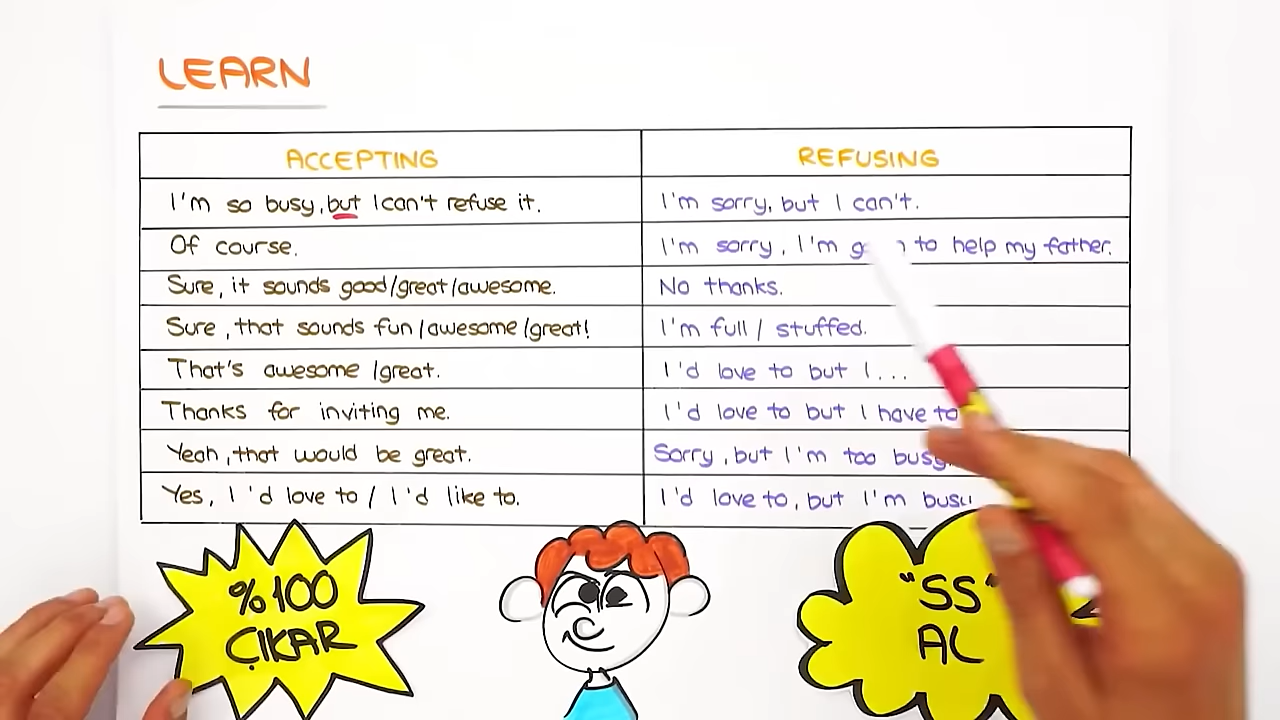 LEARN
ACCEPTING
REFUSING
I'm so busy, but I can't refuse it.
I'm sorry, but I can't.
Of course.
I'm sorry, I'm to help my father.
Sure, it sounds good/great/awesome.
No thanks.
Sure, that sounds fun/awesome/great!
I'm full / stuffed.
That's awesome /great.
I'd love to but I...
Thanks for inviting me.
I'd love to but I have to
Yeah, that would be great.
Sorry, but I'm too busy
Yes, I'd love to / I'd like to.
I'd love to, but I'm busy
%100
ÇIKAR
"SS"
AL